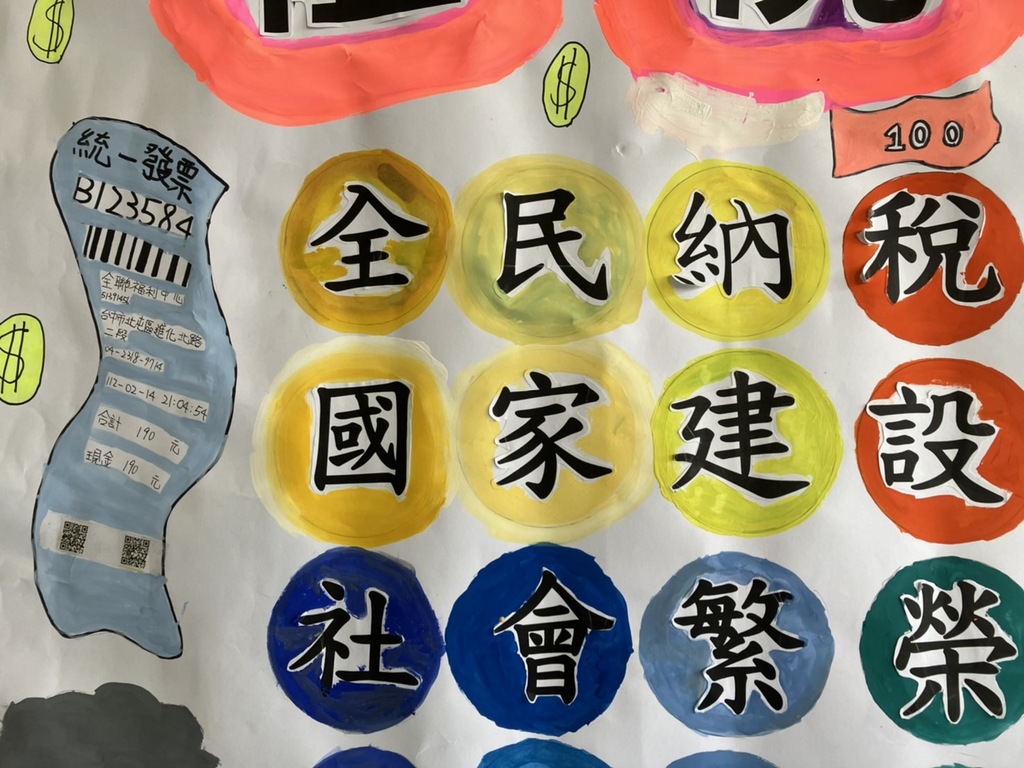 $
$
$
100
統一發票
B123584
全聯福利中心
台中市北屯區進化北路
二段
04-2318-9714
112-02-14 21:04:54
合計 190 元
現金 190 元
全民納稅
國家建設
社會繁榮